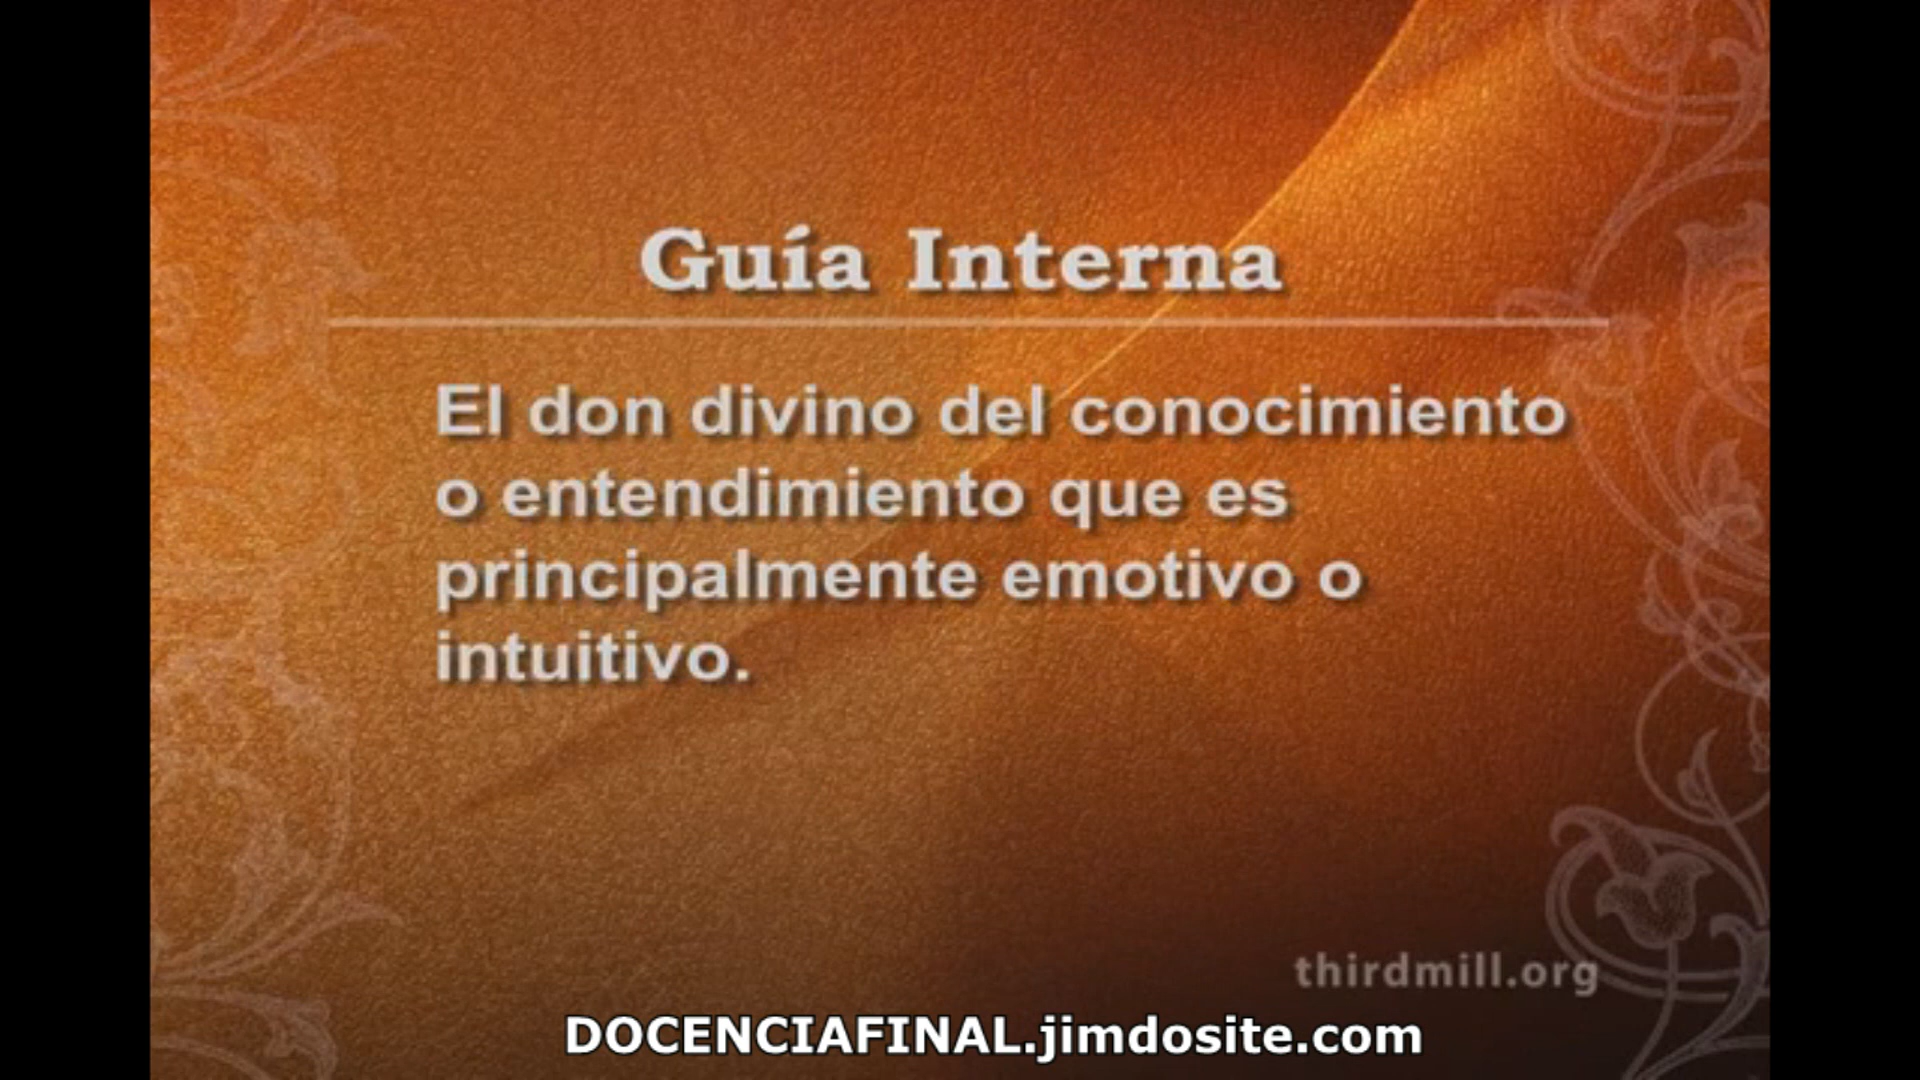 Guía Interna
El don divino del conocimiento
o entendimiento que es
principalmente emotivo o
intuitivo.
thirdmill.org
DOCENCIAFINAL.jimdosite.com